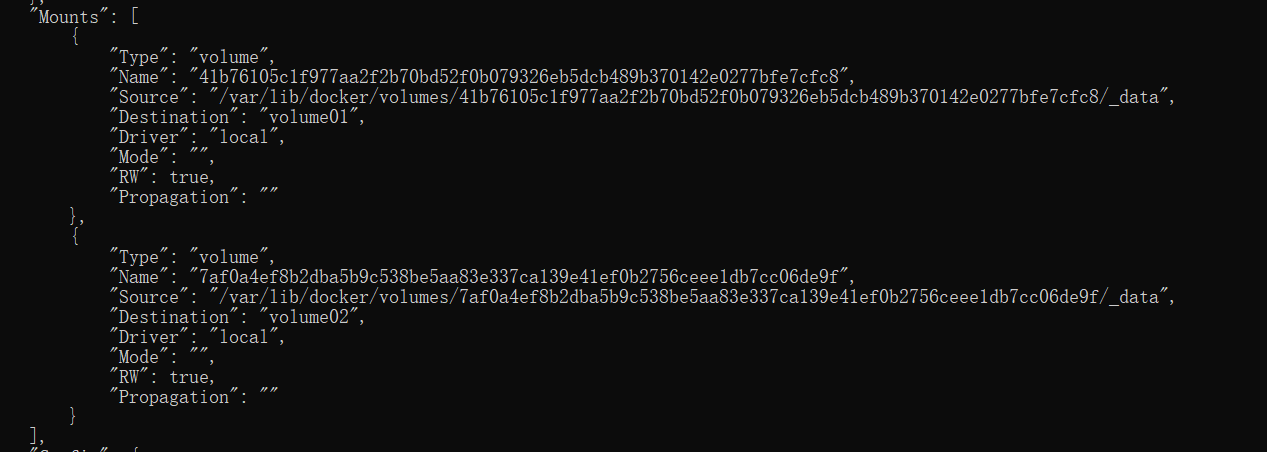 "Mounts": [
{
"Type": "volume",
"Name": "41b76105c1f977aa2f2b70bd52f0b079326eb5dcb489b370142e0277bfe7cfc8",
"Source": "/var/lib/docker/volumes/41b76105c1f977aa2f2b70bd52f0b079326eb5dcb489b370142e0277bfe7cfc8/_data",
"Destination": "volume01",
"Driver": "local",
"Mode": "",
"RW": true,
"Propagation": ""
},
{
"Type": "volume",
"Name": "7af0a4ef8b2dba5b9c538be5aa83e337ca139e41ef0b2756ceee1db7cc06de9f",
"Source": "/var/lib/docker/volumes/7af0a4ef8b2dba5b9c538be5aa83e337ca139e41ef0b2756ceee1db7cc06de9f/_data",
"Destination": "volume02",
"Driver": "local",
"Mode": "",
"RW": true,
"Propagation": ""
}
],